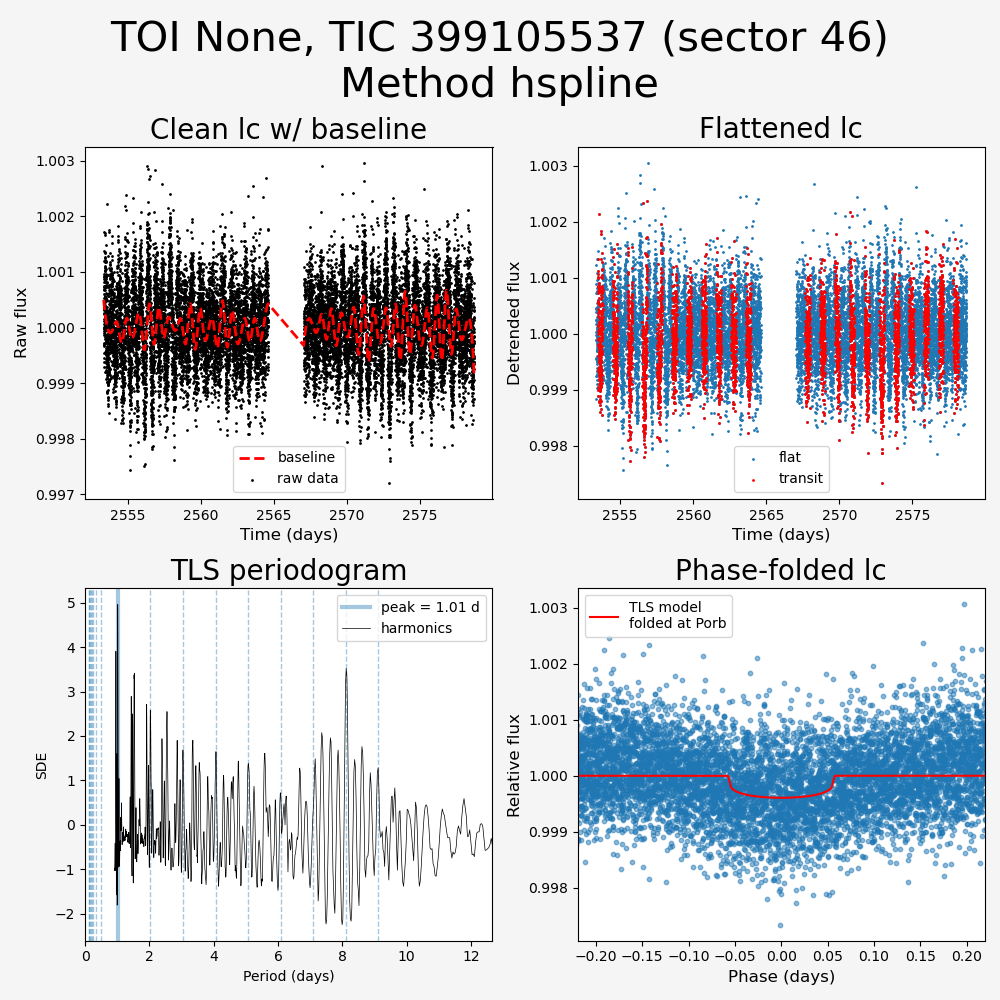 TOI None, TIC 399105537 (sector 46)
Method hspline
Clean lc w/ baseline
1.003
1.002
1.001
1.000
0.999
0.998
0.997
Raw flux
baseline
raw data
2555
2560
2565
2570
2575
Time (days)
Flattened lc
1.003
1.002
1.001
1.000
0.999
0.998
Detrended flux
flat
transit
2555
2560
2565
2570
2575
Time (days)
TLS periodogram
5
4
3
2
1
0
−1
−2
SDE
peak = 1.01 d
harmonics
0
2
4
6
8
10
12
Period (days)
Phase-folded lc
1.003
1.002
1.001
1.000
0.999
0.998
Relative flux
TLS model
folded at Porb
−0.20
−0.15
−0.10
−0.05
0.00
0.05
0.10
0.15
0.20
Phase (days)